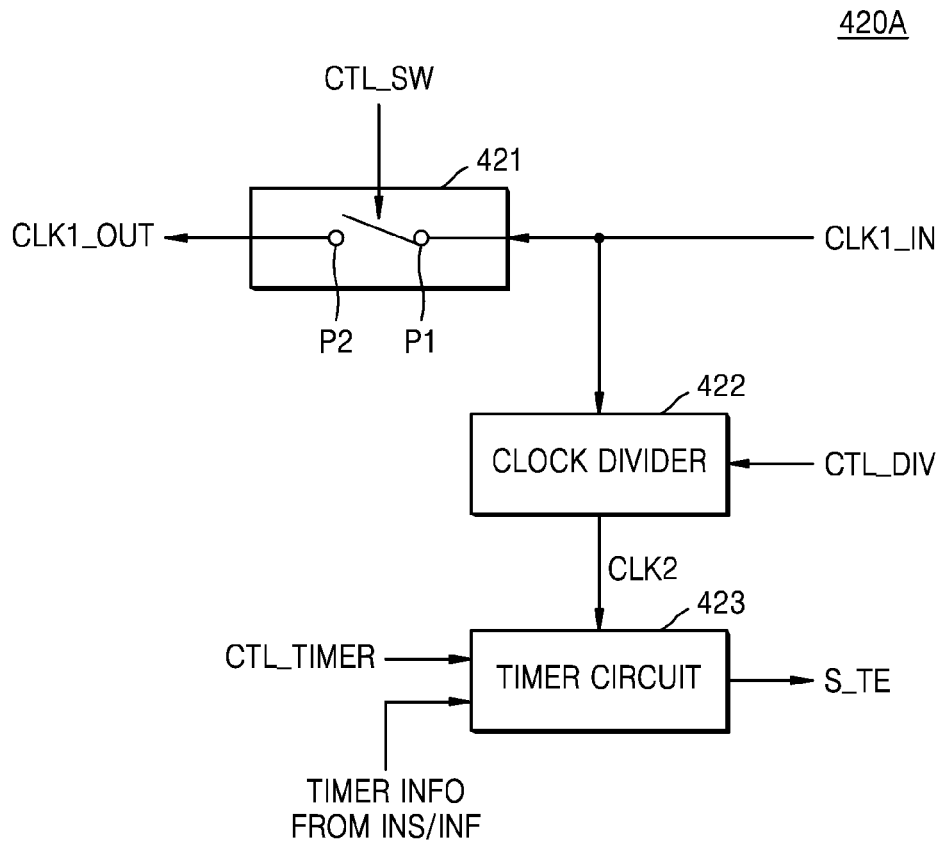 420A
CTL_SW
421
CLK1_OUT
CLK1_IN
P2
P1
422
CLOCK DIVIDER
CTL_DIV
CLK2
423
CTL_TIMER
TIMER CIRCUIT
S_TE
TIMER INFO
FROM INS/INF